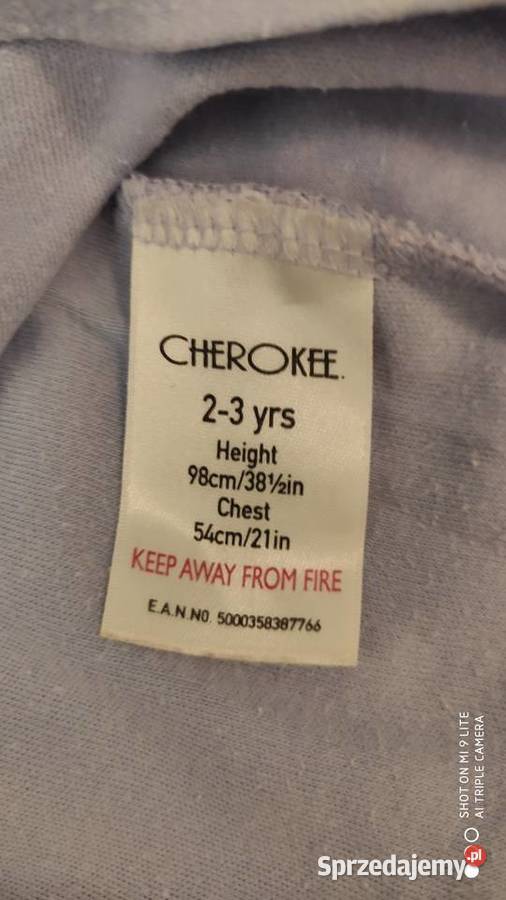 CHEROKEE.
2-3 yrs
Height
98cm/38½in
Chest
54cm/21in
KEEP AWAY FROM FIRE
E.A.N.NO. 5000358387766
SHOT ON MI 9 LITE
AI TRIPLE CAMERA
Sprzedajemy.pl